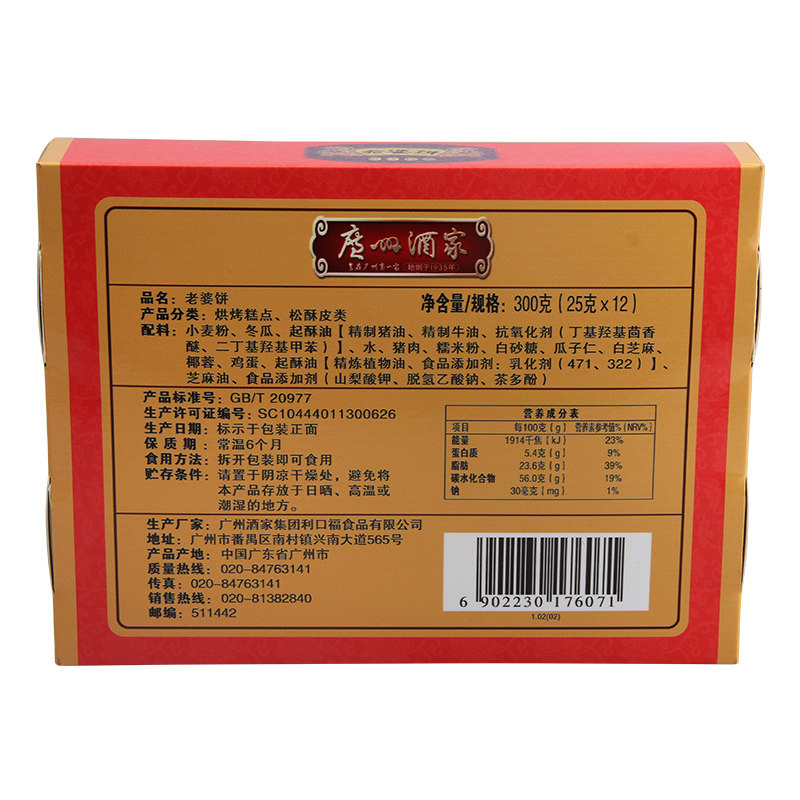 老婆饼
廣州酒家
食在广州第一家 始创于1935年
品名：老婆饼
净含量/规格：300克(25克×12)
产品分类：烘烤糕点、松酥皮类
配料：小麦粉、冬瓜、起酥油【精制猪油、精制牛油、抗氧化剂(丁基羟基茴香
醚、二丁基羟基甲苯)】、水、猪肉、糯米粉、白砂糖、瓜子仁、白芝麻、
椰蓉、鸡蛋、起酥油【精炼植物油、食品添加剂:乳化剂(471、322)】、
芝麻油、食品添加剂(山梨酸钾、脱氢乙酸钠、茶多酚)
产品标准号：GB/T 20977
生产许可证编号：SC10444011300626
生产日期：标示于包装正面
保质期：常温6个月
食用方法：拆开包装即可食用
贮存条件：请置于阴凉干燥处，避免将
本产品存放于日晒、高温或
潮湿的地方。
营养成分表
项目 每100克(g) 营养素参考值%(NRV%)
能量 1914千焦(kJ) 23%
蛋白质 5.4克(g) 9%
脂肪 23.6克(g) 39%
碳水化合物 56.0克(g) 19%
钠 30毫克(mg) 1%
生产厂家：广州酒家集团利口福食品有限公司
地址：广州市番禺区南村镇兴南大道565号
产品产地：中国广东省广州市
质量热线：020-84763141
传真：020-84763141
销售热线：020-81382840
邮编：511442
6 902230 176071
1.02(02)